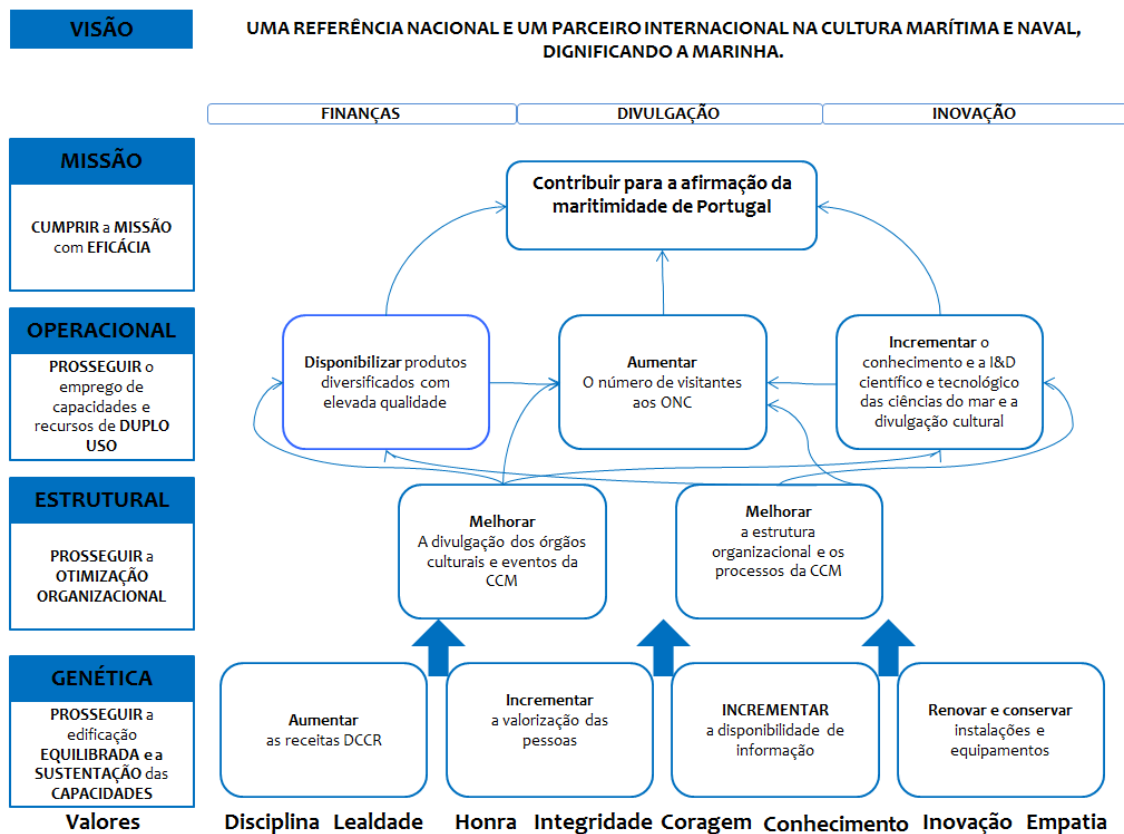 VISÃO
UMA REFERÊNCIA NACIONAL E UM PARCEIRO INTERNACIONAL NA CULTURA MARÍTIMA E NAVAL,
DIGNIFICANDO A MARINHA.
FINANÇAS
DIVULGAÇÃO
INOVAÇÃO
MISSÃO
CUMPRIR a MISSÃO
com EFICÁCIA
Contribuir para a afirmação da
maritimidade de Portugal
OPERACIONAL
PROSSEGUIR o
emprego de
capacidades e
recursos de DUPLO
USO
Disponibilizar produtos
diversificados com
elevada qualidade
Aumentar
O número de visitantes
aos ONC
Incrementar o
conhecimento e a I&D
científico e tecnológico
das ciências do mar e a
divulgação cultural
ESTRUTURAL
PROSSEGUIR a
OTIMIZAÇÃO
ORGANIZACIONAL
Melhorar
A divulgação dos órgãos
culturais e eventos da
CCM
Melhorar
a estrutura
organizacional e os
processos da CCM
GENÉTICA
PROSSEGUIR a
edificação
EQUILIBRADA e a
SUSTENTAÇÃO das
CAPACIDADES
Aumentar
as receitas DCCR
Incrementar
a valorização das
pessoas
INCREMENTAR
a disponibilidade de
informação
Renovar e conservar
instalações e
equipamentos
Valores
Disciplina Lealdade Honra Integridade Coragem Conhecimento Inovação Empatia